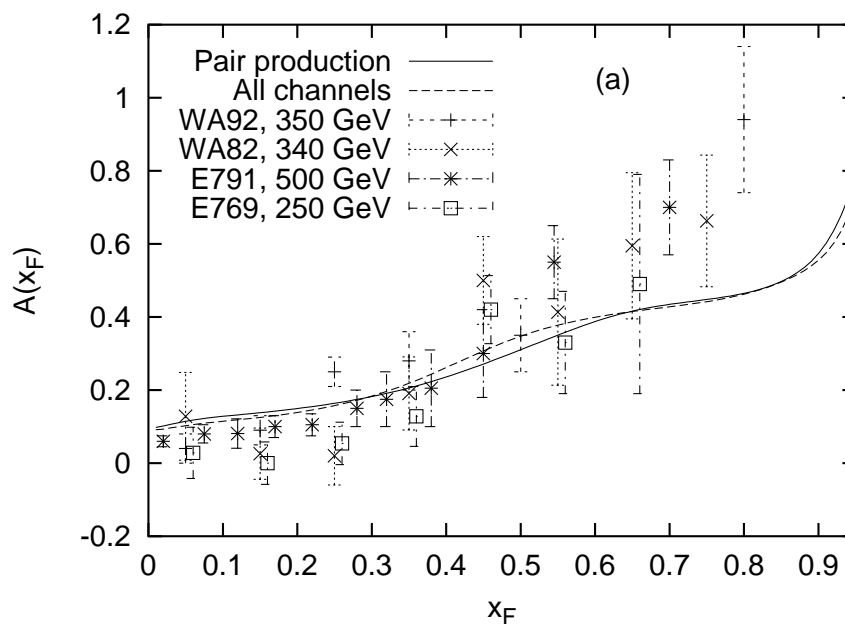 1.2
1
0.8
0.6
0.4
0.2
0
-0.2
A(x_F)
Pair production
All channels
WA92, 350 GeV
WA82, 340 GeV
E791, 500 GeV
E769, 250 GeV
(a)
0 0.1 0.2 0.3 0.4 0.5 0.6 0.7 0.8 0.9
x_F